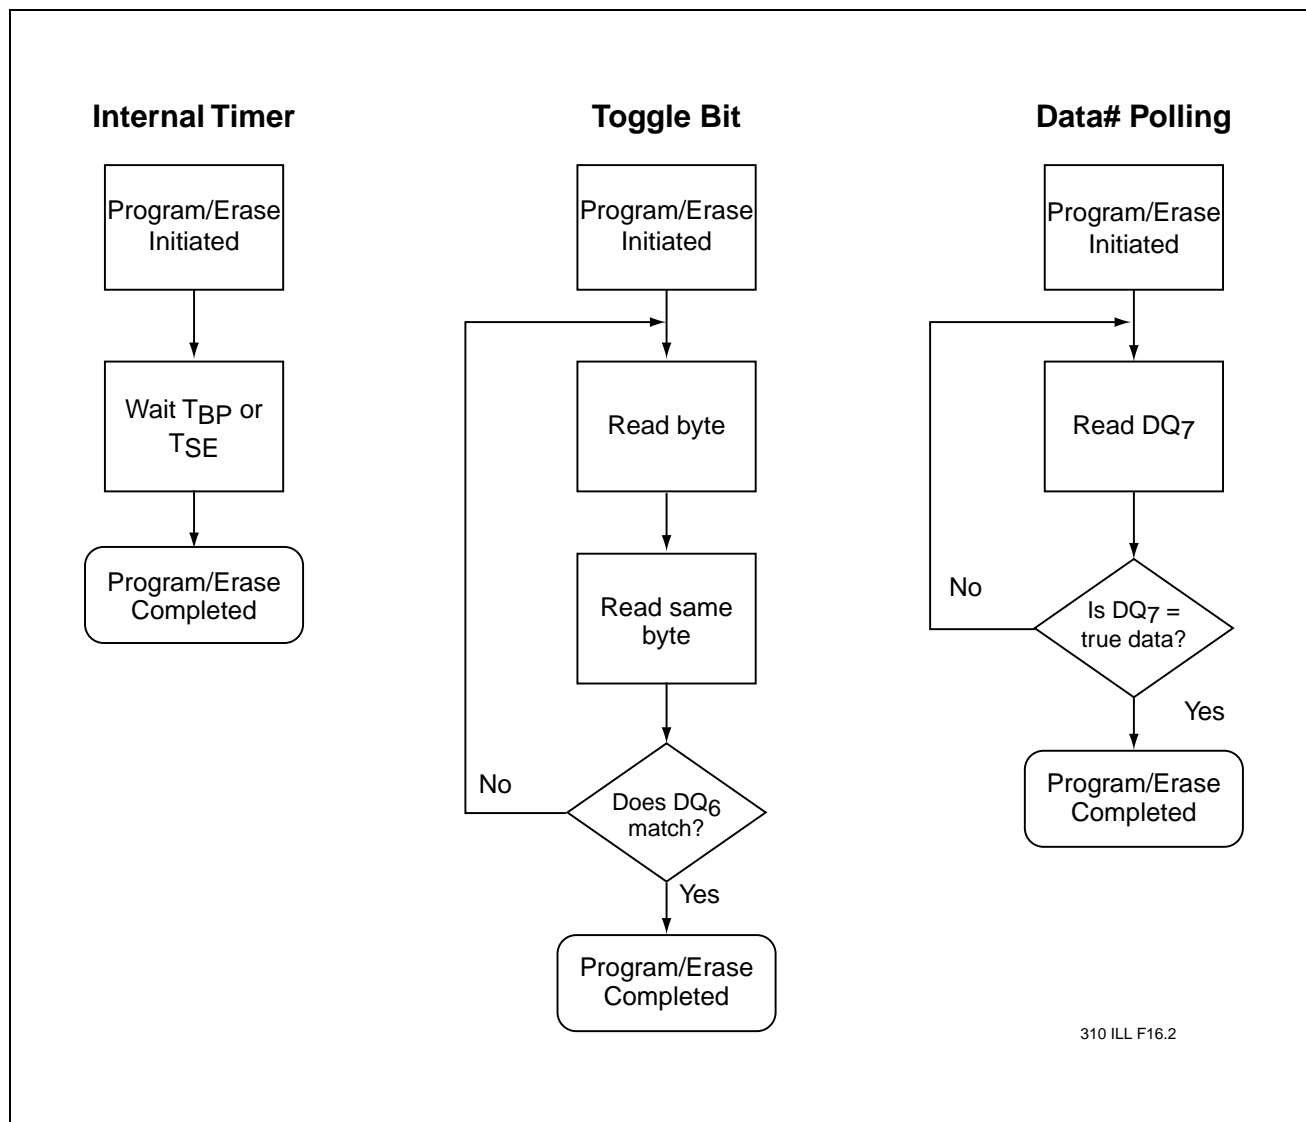 Internal Timer
Program/Erase
Initiated
Wait TBP or
TSE
Program/Erase
Completed
Toggle Bit
Program/Erase
Initiated
Read byte
Read same
byte
No
Does DQ6
match?
Yes
Program/Erase
Completed
Data# Polling
Program/Erase
Initiated
Read DQ7
No
Is DQ7 =
true data?
Yes
Program/Erase
Completed
310 ILL F16.2